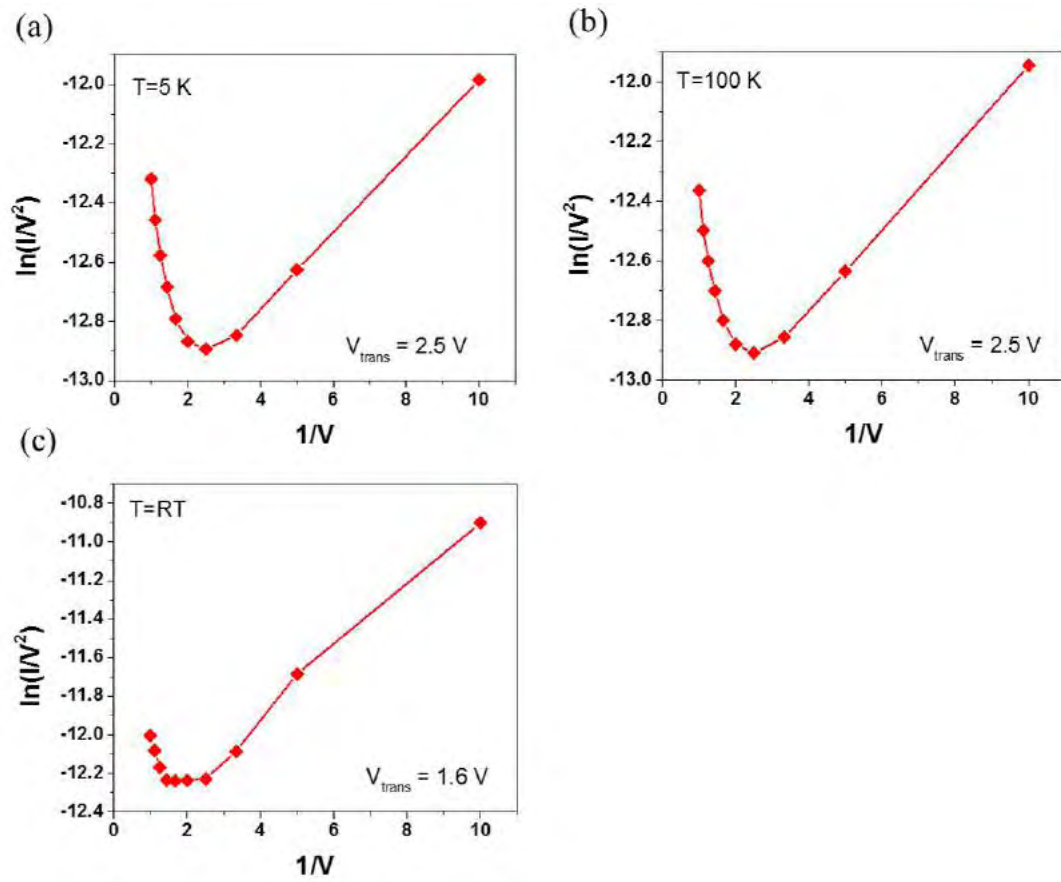 (a)
T=5 K
-12.0
-12.2
-12.4
-12.6
-12.8
-13.0
ln(I/V²)
V_trans = 2.5 V
0 2 4 6 8 10
1/V
(b)
T=100 K
-12.0
-12.2
-12.4
-12.6
-12.8
-13.0
ln(I/V²)
V_trans = 2.5 V
0 2 4 6 8 10
1/V
(c)
T=RT
-10.8
-11.0
-11.2
-11.4
-11.6
-11.8
-12.0
-12.2
-12.4
ln(I/V²)
V_trans = 1.6 V
0 2 4 6 8 10
1/V